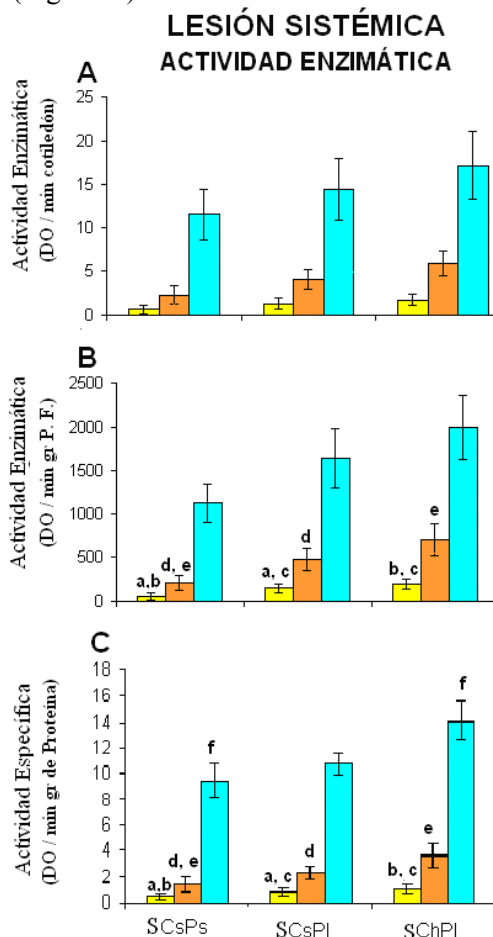 LESIÓN SISTÉMICA
ACTIVIDAD ENZIMÁTICA
A
Actividad Enzimática
(DO / min cotiledón)
25
20
15
10
5
0
B
Actividad Enzimática
(DO / min gr P. F.)
2500
2000
1500
1000
500
0
a,b
d, e
a, c
d
b, c
e
C
Actividad Específica
(DO / min gr de Proteína)
18
16
14
12
10
8
6
4
2
0
a,b
d, e
f
a, c
d
b, c
e
f
SCsPs
SCsPl
SChPl